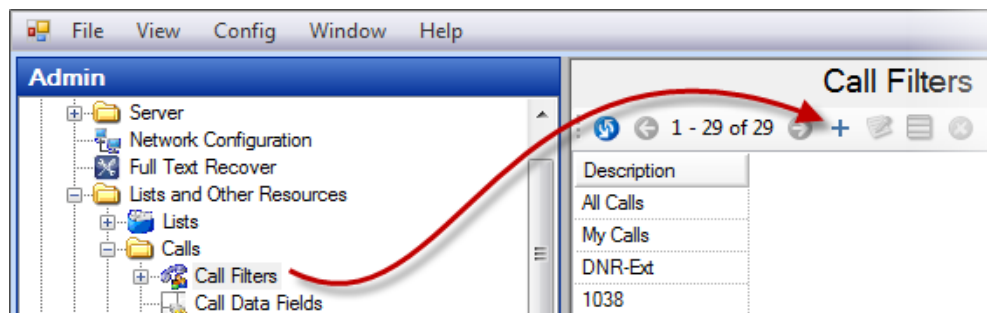 File View Config Window Help
Admin
Server
Network Configuration
Full Text Recover
Lists and Other Resources
Lists
Calls
Call Filters
Call Data Fields
Call Filters
1 - 29 of 29
Description
All Calls
My Calls
DNR-Ext
1038